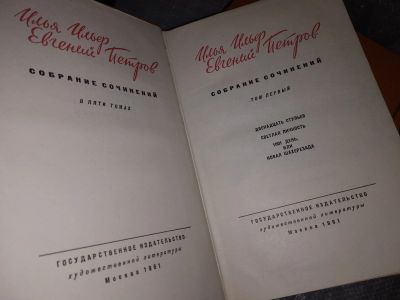 Илья Ильф
Евгений Петров
СОБРАНИЕ СОЧИНЕНИЙ
В ПЯТИ ТОМАХ
ГОСУДАРСТВЕННОЕ ИЗДАТЕЛЬСТВО
художественной литературы
Москва 1961
Илья Ильф
Евгений Петров
СОБРАНИЕ СОЧИНЕНИЙ
ТОМ ПЕРВЫЙ
ДВЕНАДЦАТЬ СТУЛЬЕВ
СВЕТЛАЯ ЛИЧНОСТЬ
1001 ДЕНЬ,
ИЛИ
НОВАЯ ШАХЕРЕЗАДА
ГОСУДАРСТВЕННОЕ ИЗДАТЕЛЬСТВО
художественной литературы
Москва 1961